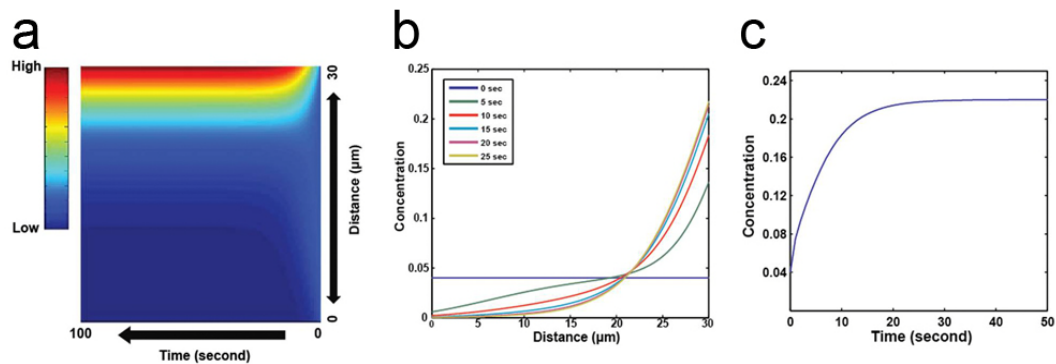 a
High
Low
30
Distance (µm)
0
100
0
Time (second)
b
0.25
0.2
0.15
0.1
0.05
0
Concentration
0 sec
5 sec
10 sec
15 sec
20 sec
25 sec
0 5 10 15 20 25 30
Distance (µm)
c
0.24
0.20
0.16
0.12
0.08
0.04
Concentration
0 10 20 30 40 50
Time (second)